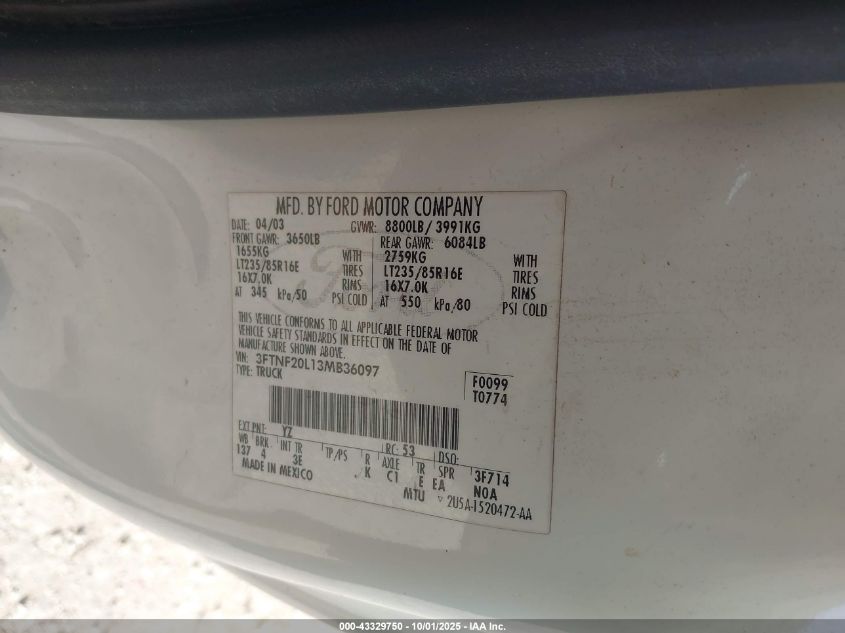 MFD. BY FORD MOTOR COMPANY
DATE: 04/03 GVWR: 8800LB/ 3991KG
FRONT GAWR: 3650LB REAR GAWR: 6084LB
1655KG WITH 2759KG WITH
LT235/85R16E TIRES LT235/85R16E TIRES
16X7.0K RIMS 16X7.0K RIMS
AT 345 kPa/50 PSI COLD AT 550 kPa/80 PSI COLD
THIS VEHICLE CONFORMS TO ALL APPLICABLE FEDERAL MOTOR
VEHICLE SAFETY STANDARDS IN EFFECT ON THE DATE OF
MANUFACTURE SHOWN ABOVE.
VIN: 3FTNF20L13MB36097
TYPE: TRUCK
F0099
T0774
EXT PNT: YZ RC: 53 DSO:
WB BRK INT TR TP/PS R AXLE TR SPR 3F714
137 4 3E K C1 E EA NOA
MADE IN MEXICO MTU 2U5A-1520472-AA
000-43329750 - 10/01/2025 - IAA Inc.